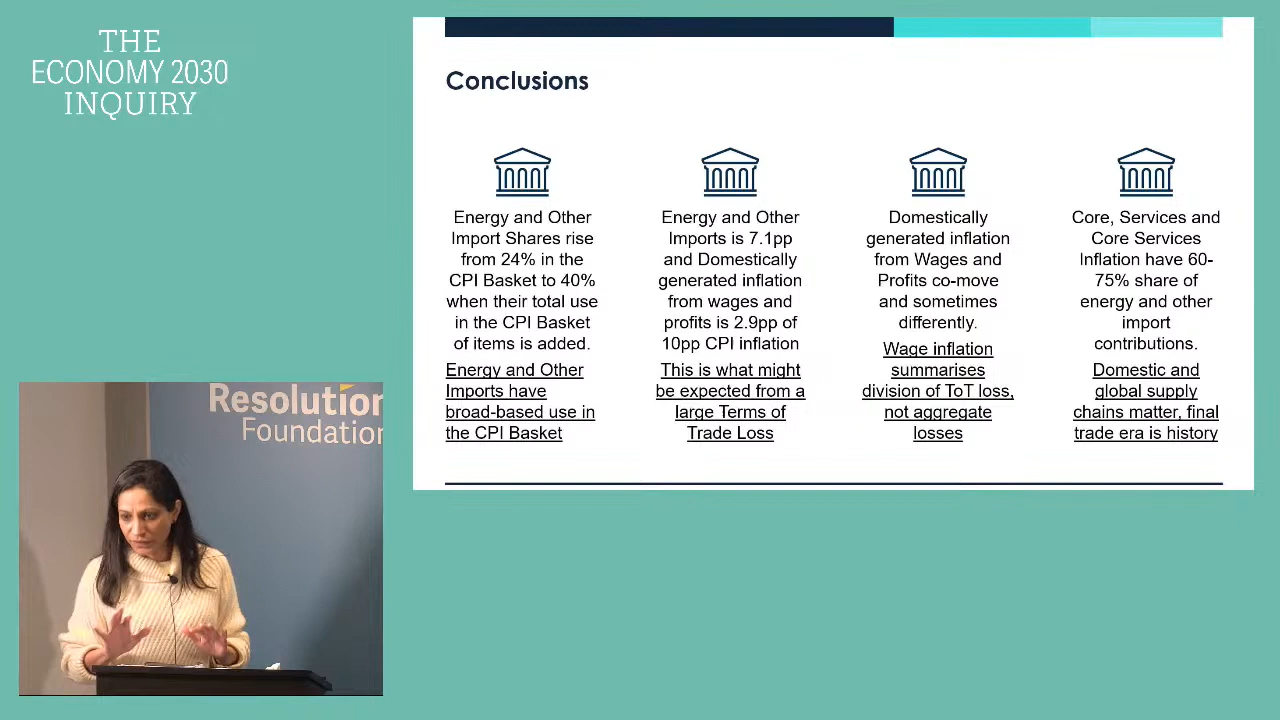 THE
ECONOMY 2030
INQUIRY
Conclusions
Energy and Other
Import Shares rise
from 24% in the
CPI Basket to 40%
when their total use
in the CPI Basket
of items is added.
Energy and Other
Imports have
broad-based use in
the CPI Basket
Energy and Other
Imports is 7.1pp
and Domestically
generated inflation
from wages and
profits is 2.9pp of
10pp CPI inflation
This is what might
be expected from a
large Terms of
Trade Loss
Domestically
generated inflation
from Wages and
Profits co-move
and sometimes
differently.
Wage inflation
summarises
division of ToT loss,
not aggregate
losses
Core, Services and
Core Services
Inflation have 60-
75% share of
energy and other
import
contributions.
Domestic and
global supply
chains matter, final
trade era is history
Resolution
Foundation